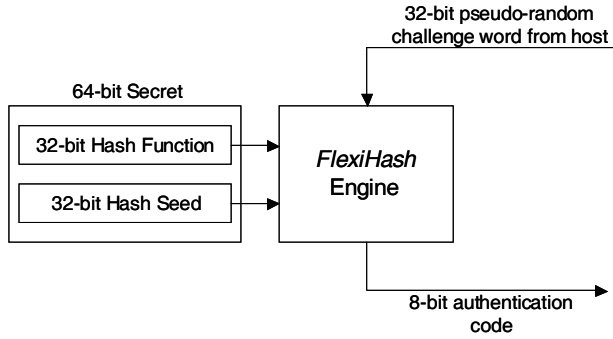 32-bit pseudo-random
challenge word from host
64-bit Secret
32-bit Hash Function
32-bit Hash Seed
FlexiHash
Engine
8-bit authentication
code